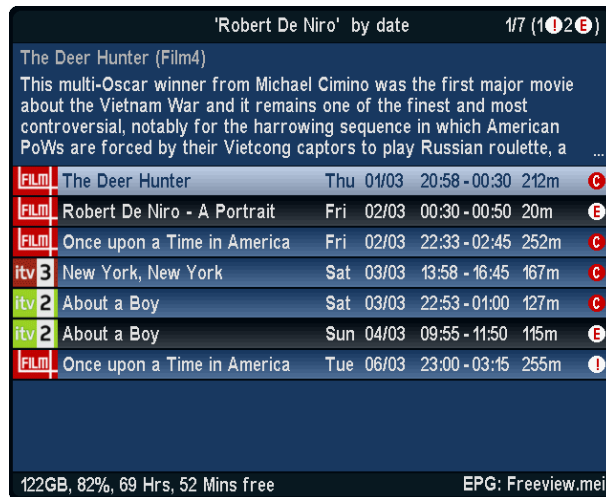 'Robert De Niro' by date 1/7 (1!2E)
The Deer Hunter (Film4)
This multi-Oscar winner from Michael Cimino was the first major movie
about the Vietnam War and it remains one of the finest and most
controversial, notably for the harrowing sequence in which American
PoWs are forced by their Vietcong captors to play Russian roulette, a ...
FILM The Deer Hunter Thu 01/03 20:58 - 00:30 212m C
FILM Robert De Niro - A Portrait Fri 02/03 00:30 - 00:50 20m E
FILM Once upon a Time in America Fri 02/03 22:33 - 02:45 252m C
itv 3 New York, New York Sat 03/03 13:58 - 16:45 167m C
itv 2 About a Boy Sat 03/03 22:53 - 01:00 127m C
itv 2 About a Boy Sun 04/03 09:55 - 11:50 115m E
FILM Once upon a Time in America Tue 06/03 23:00 - 03:15 255m !
122GB, 82%, 69 Hrs, 52 Mins free EPG: Freeview.mei